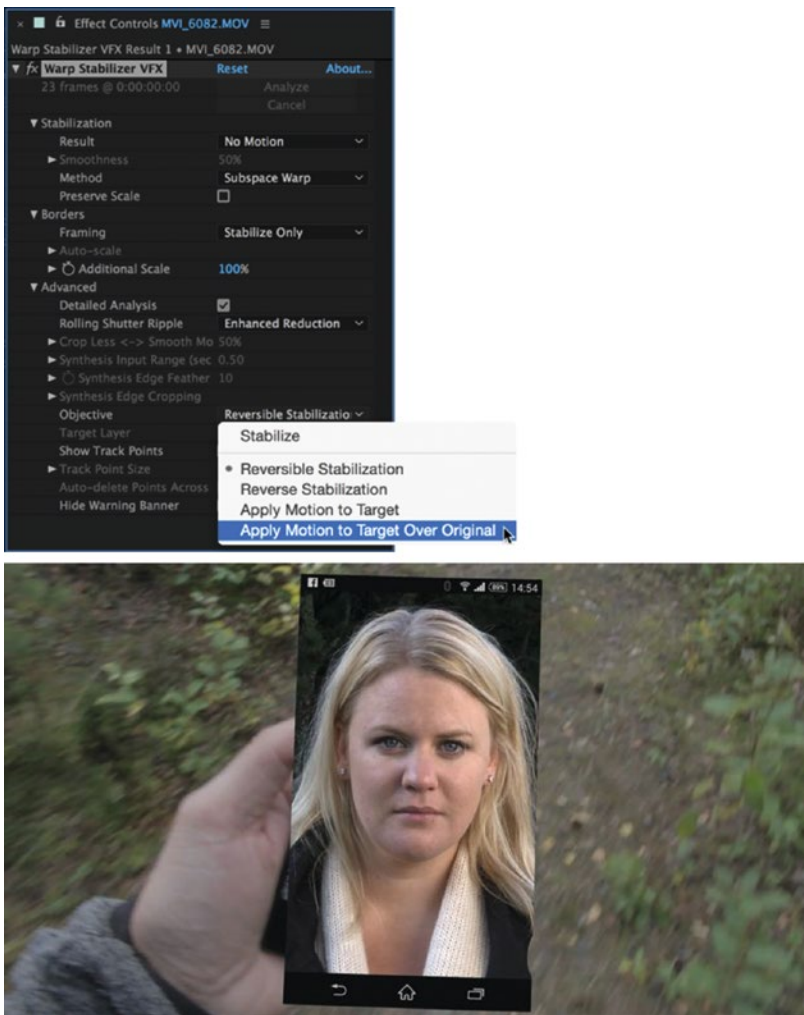 Effect Controls MVI_6082.MOV
Warp Stabilizer VFX Result 1 • MVI_6082.MOV
fx Warp Stabilizer VFX Reset About...
23 frames @ 0:00:00:00 Analyze
Cancel
Stabilization
Result No Motion
Smoothness 50%
Method Subspace Warp
Preserve Scale
Borders
Framing Stabilize Only
Auto-scale
Additional Scale 100%
Advanced
Detailed Analysis
Rolling Shutter Ripple Enhanced Reduction
Crop Less <-> Smooth Mo 50%
Synthesis Input Range (sec 0.50
Synthesis Edge Feather 10
Synthesis Edge Cropping
Objective Reversible Stabilizatio
Target Layer
Show Track Points
Track Point Size
Auto-delete Points Across
Hide Warning Banner
Stabilize
Reversible Stabilization
Reverse Stabilization
Apply Motion to Target
Apply Motion to Target Over Original
14:54